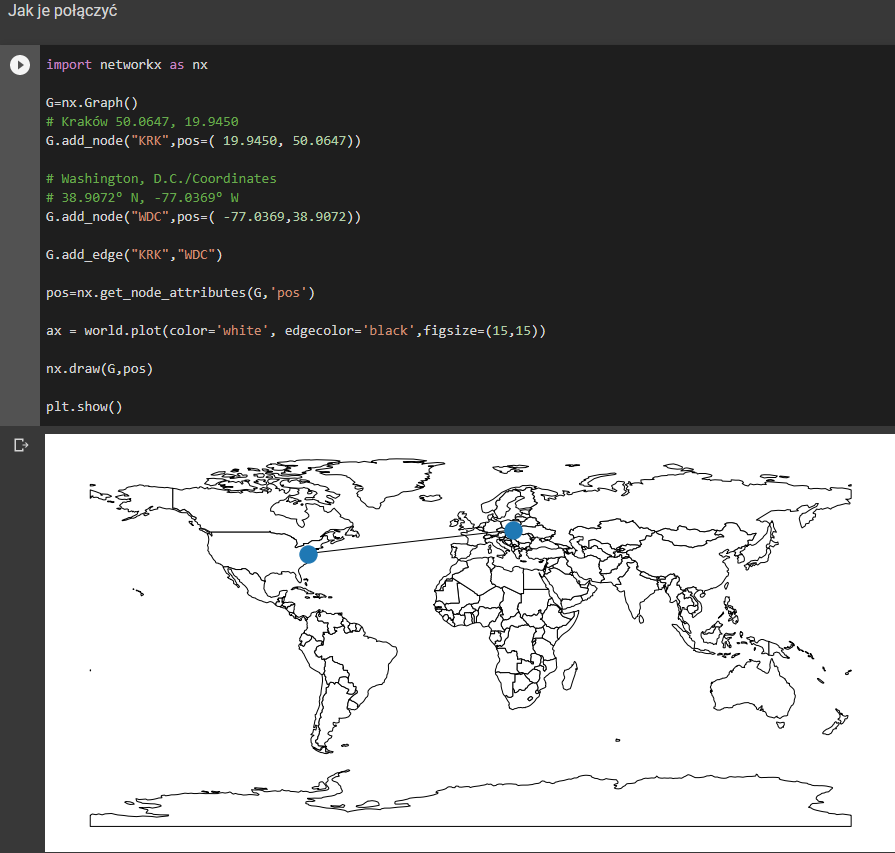 Jak je połączyć
import networkx as nx
G=nx.Graph()
# Kraków 50.0647, 19.9450
G.add_node("KRK",pos=( 19.9450, 50.0647))
# Washington, D.C./Coordinates
# 38.9072° N, -77.0369° W
G.add_node("WDC",pos=( -77.0369,38.9072))
G.add_edge("KRK","WDC")
pos=nx.get_node_attributes(G,'pos')
ax = world.plot(color='white', edgecolor='black',figsize=(15,15))
nx.draw(G,pos)
plt.show()